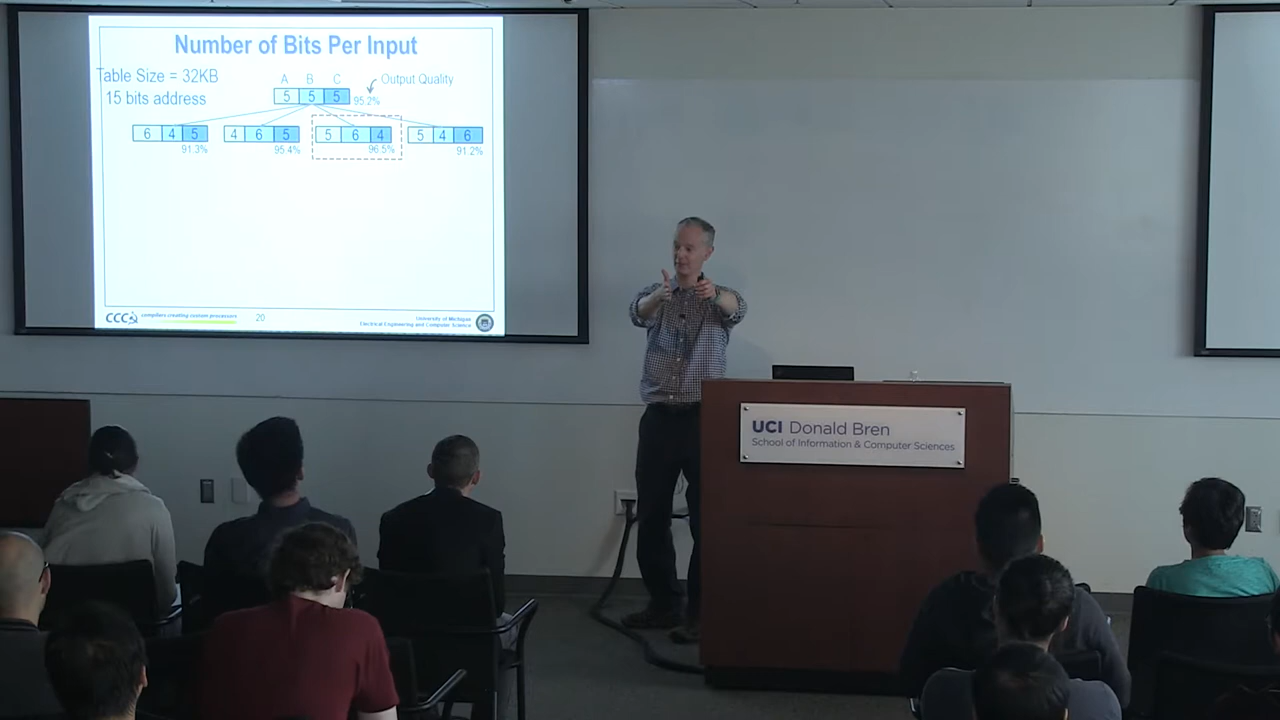 Number of Bits Per Input
Table Size = 32KB
15 bits address
A B C
Output Quality
5 5 5
95.2%
6 4 5
91.3%
4 6 5
95.4%
5 6 4
96.5%
5 4 6
91.2%
CCC
compilers creating custom processors
20
University of Michigan
Electrical Engineering and Computer Science
UCI Donald Bren
School of Information & Computer Sciences